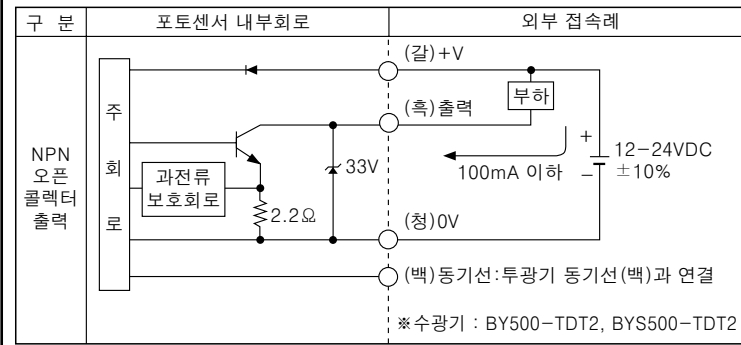 구 분
포토센서 내부회로
외부 접속례
NPN
오픈
콜렉터
출력
주
회
로
과전류
보호회로
2.2Ω
33V
(갈)+V
(흑)출력
부하
100mA 이하
+
−
12-24VDC
±10%
(청)0V
(백)동기선:투광기 동기선(백)과 연결
※수광기 : BY500-TDT2, BYS500-TDT2